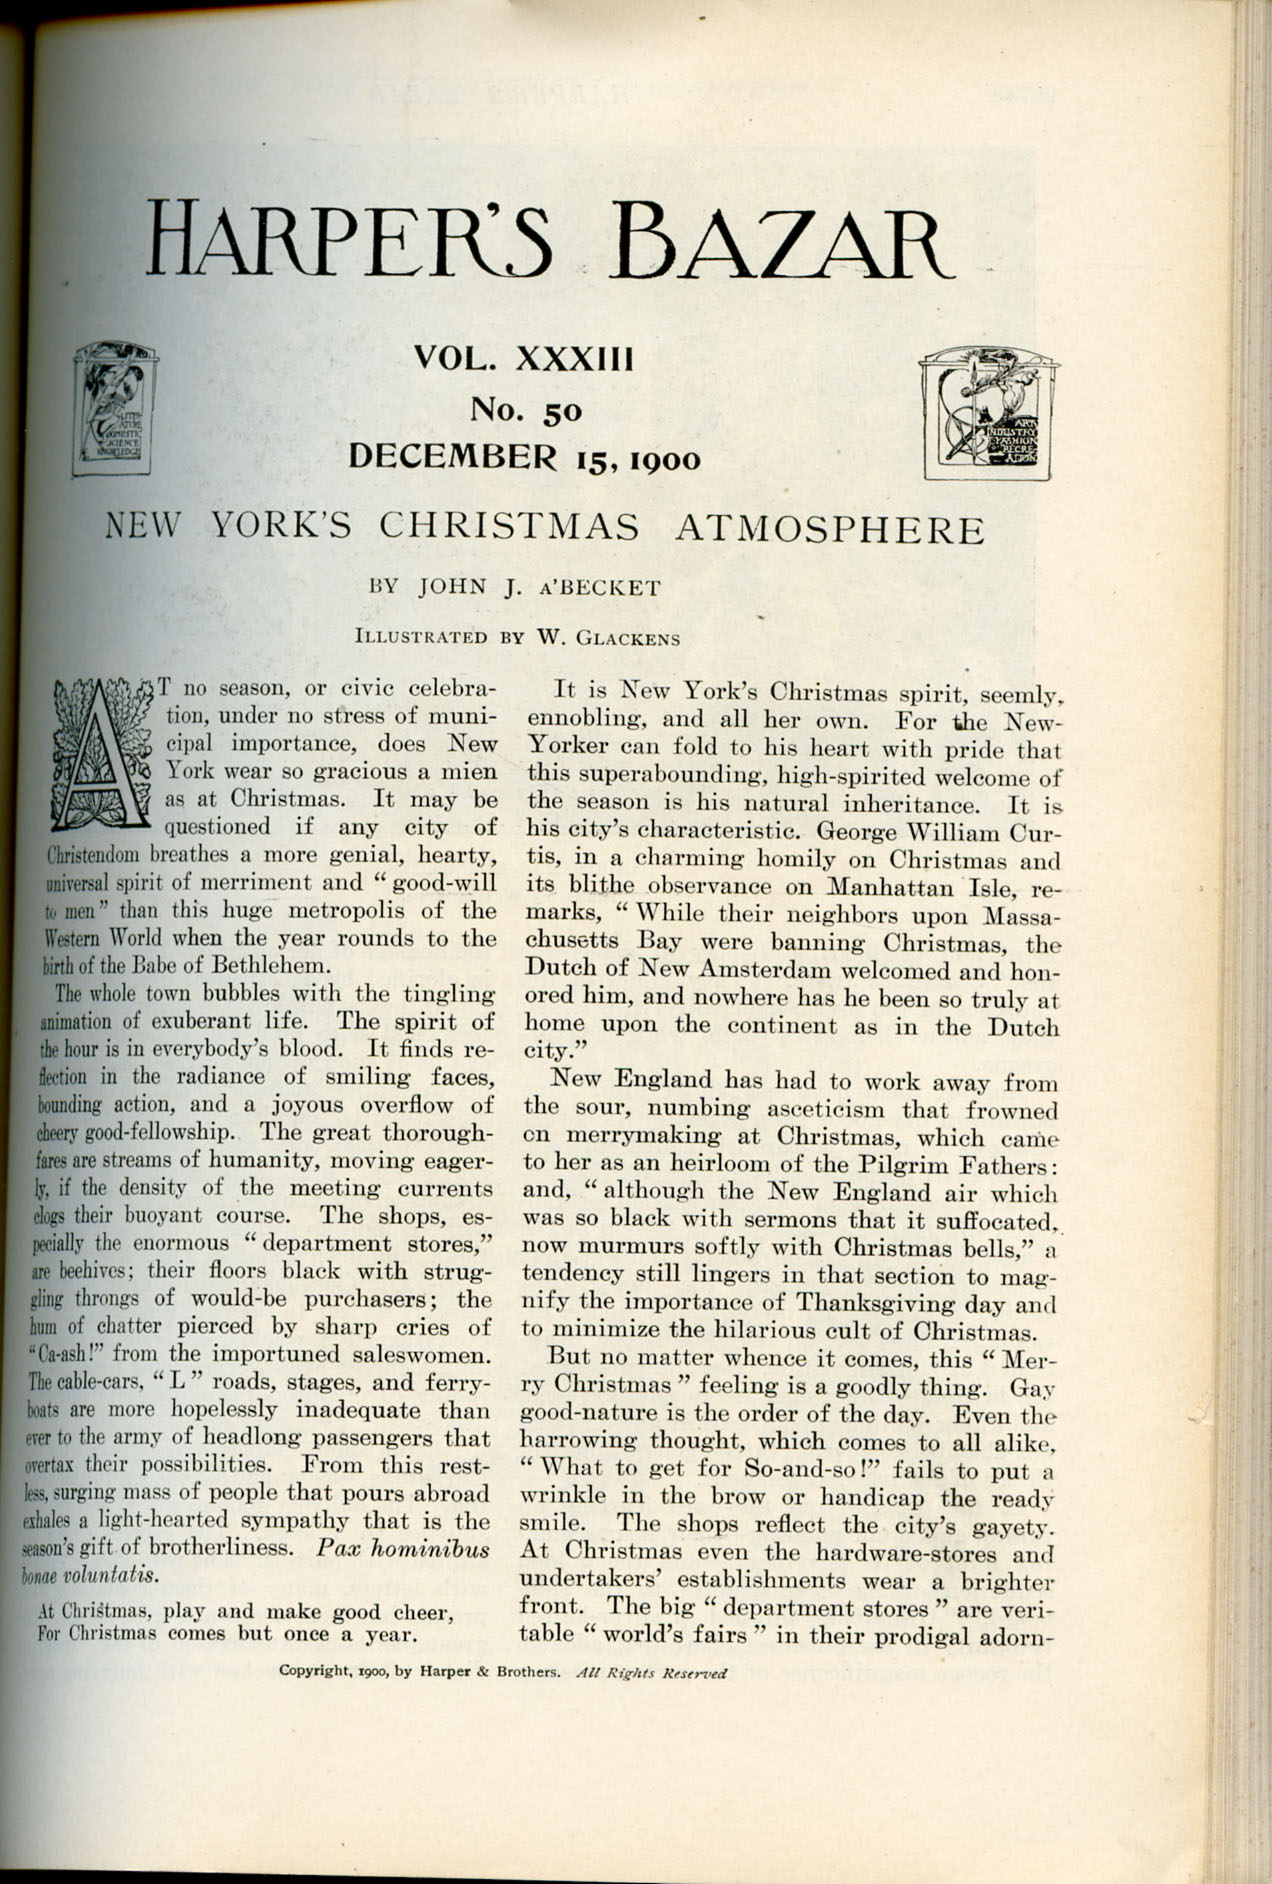 HARPER'S BAZAR
VOL. XXXIII
No. 50
DECEMBER 15, 1900
LITER-
ATURE
DOMESTIC
SCIENCE
KNOWLEDGE
ART
INDUSTRY
FASHION
RECRE-
ATION
NEW YORK'S CHRISTMAS ATMOSPHERE
BY JOHN J. A'BECKET
ILLUSTRATED BY W. GLACKENS
AT no season, or civic celebra-
tion, under no stress of muni-
cipal importance, does New
York wear so gracious a mien
as at Christmas. It may be
questioned if any city of
Christendom breathes a more genial, hearty,
universal spirit of merriment and “good-will
to men” than this huge metropolis of the
Western World when the year rounds to the
birth of the Babe of Bethlehem.
The whole town bubbles with the tingling
animation of exuberant life. The spirit of
the hour is in everybody's blood. It finds re-
flection in the radiance of smiling faces,
bounding action, and a joyous overflow of
cheery good-fellowship. The great thorough-
fares are streams of humanity, moving eager-
ly, if the density of the meeting currents
clogs their buoyant course. The shops, es-
pecially the enormous “department stores,”
are beehives; their floors black with strug-
gling throngs of would-be purchasers; the
hum of chatter pierced by sharp cries of
“Ca-ash!” from the importuned saleswomen.
The cable-cars, “L” roads, stages, and ferry-
boats are more hopelessly inadequate than
ever to the army of headlong passengers that
overtax their possibilities. From this rest-
less, surging mass of people that pours abroad
exhales a light-hearted sympathy that is the
season's gift of brotherliness. Pax hominibus
bonae voluntatis.
At Christmas, play and make good cheer,
For Christmas comes but once a year.
It is New York's Christmas spirit, seemly,
ennobling, and all her own. For the New-
Yorker can fold to his heart with pride that
this superabounding, high-spirited welcome of
the season is his natural inheritance. It is
his city's characteristic. George William Cur-
tis, in a charming homily on Christmas and
its blithe observance on Manhattan Isle, re-
marks, “While their neighbors upon Massa-
chusetts Bay were banning Christmas, the
Dutch of New Amsterdam welcomed and hon-
ored him, and nowhere has he been so truly at
home upon the continent as in the Dutch
city.”
New England has had to work away from
the sour, numbing asceticism that frowned
on merrymaking at Christmas, which came
to her as an heirloom of the Pilgrim Fathers:
and, “although the New England air which
was so black with sermons that it suffocated,
now murmurs softly with Christmas bells,” a
tendency still lingers in that section to mag-
nify the importance of Thanksgiving day and
to minimize the hilarious cult of Christmas.
But no matter whence it comes, this “Mer-
ry Christmas” feeling is a goodly thing. Gay
good-nature is the order of the day. Even the
harrowing thought, which comes to all alike,
“What to get for So-and-so!” fails to put a
wrinkle in the brow or handicap the ready
smile. The shops reflect the city's gayety.
At Christmas even the hardware-stores and
undertakers' establishments wear a brighter
front. The big “department stores” are veri-
table “world's fairs” in their prodigal adorn-
Copyright, 1900, by Harper & Brothers. All Rights Reserved